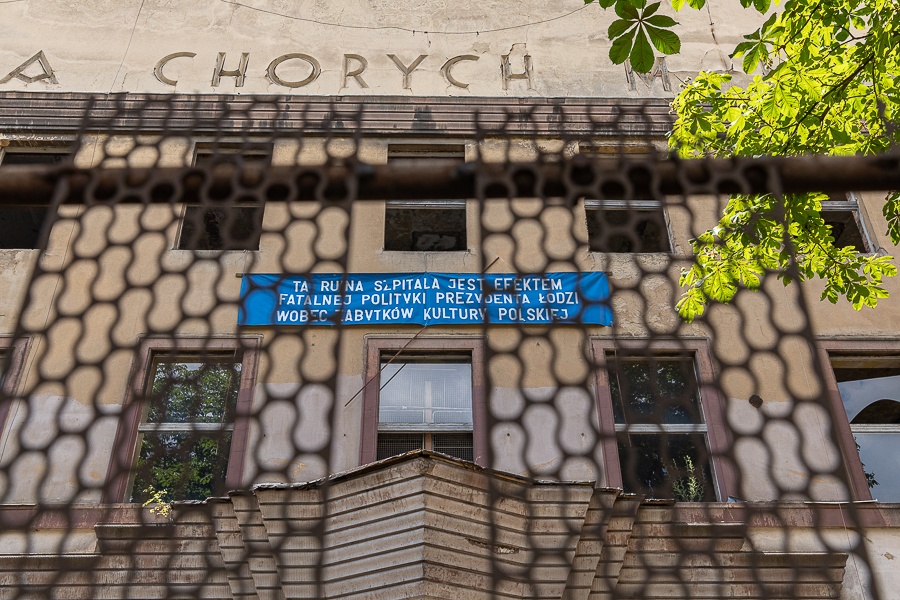 A CHORYCH W
TA RUINA SZPITALA JEST EFEKTEM
FATALNEJ POLITYKI PREZYDENTA ŁODZI
WOBEC ZABYTKÓW KULTURY POLSKIEJ